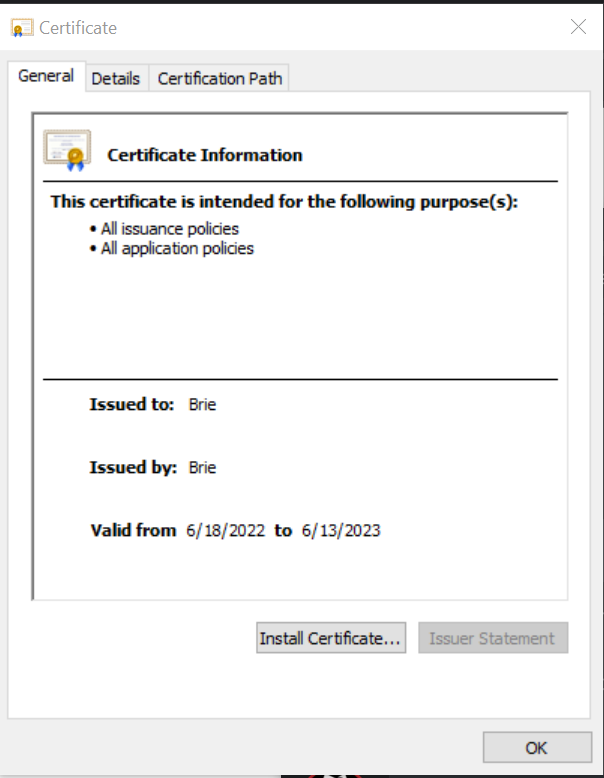 Certificate
General Details Certification Path
Certificate Information
This certificate is intended for the following purpose(s):
• All issuance policies
• All application policies
Issued to: Brie
Issued by: Brie
Valid from 6/18/2022 to 6/13/2023
Install Certificate... Issuer Statement
OK